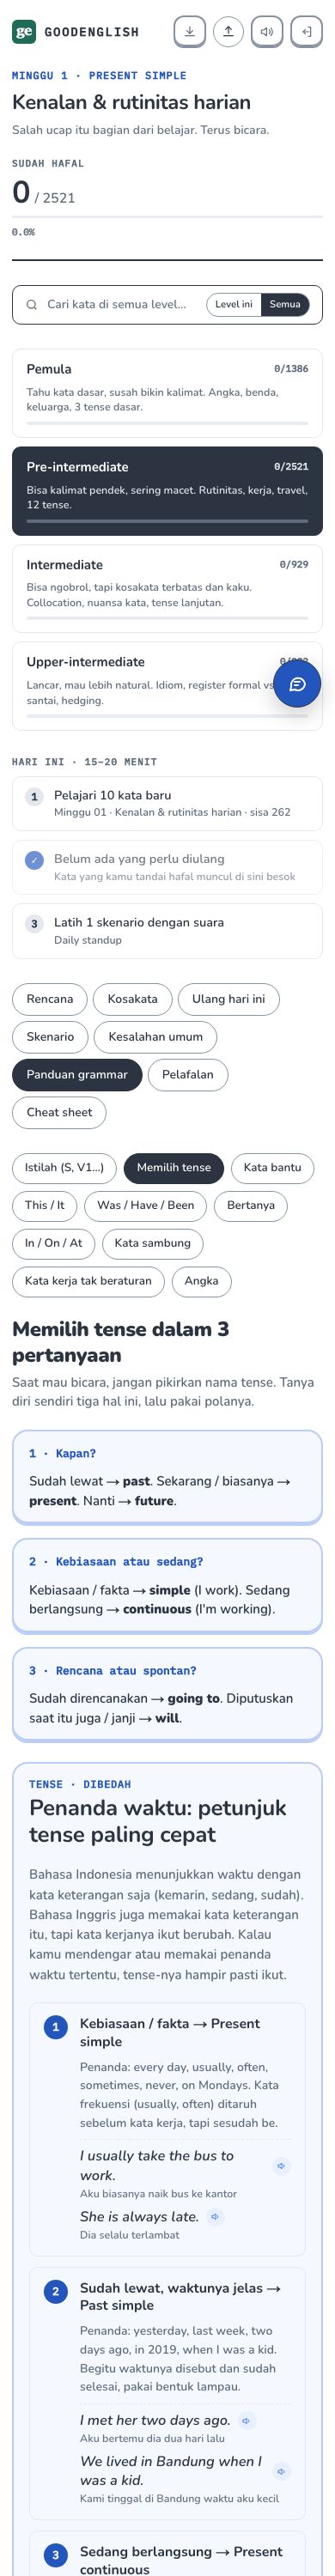 ge GOODENGLISH
MINGGU 1 · PRESENT SIMPLE
Kenalan & rutinitas harian
Salah ucap itu bagian dari belajar. Terus bicara.
SUDAH HAFAL
0 / 2521
0.0%
Cari kata di semua level... Level ini Semua
Pemula 0/1386
Tahu kata dasar, susah bikin kalimat. Angka, benda,
keluarga, 3 tense dasar.
Pre-intermediate 0/2521
Bisa kalimat pendek, sering macet. Rutinitas, kerja, travel,
12 tense.
Intermediate 0/929
Bisa ngobrol, tapi kosakata terbatas dan kaku.
Collocation, nuansa kata, tense lanjutan.
Upper-intermediate
Lancar, mau lebih natural. Idiom, register formal vs
santai, hedging.
HARI INI · 15–20 MENIT
1 Pelajari 10 kata baru
Minggu 01 · Kenalan & rutinitas harian · sisa 262
✓ Belum ada yang perlu diulang
Kata yang kamu tandai hafal muncul di sini besok
3 Latih 1 skenario dengan suara
Daily standup
Rencana Kosakata Ulang hari ini
Skenario Kesalahan umum
Panduan grammar Pelafalan
Cheat sheet
Istilah (S, V1...) Memilih tense Kata bantu
This / It Was / Have / Been Bertanya
In / On / At Kata sambung
Kata kerja tak beraturan Angka
Memilih tense dalam 3
pertanyaan
Saat mau bicara, jangan pikirkan nama tense. Tanya
diri sendiri tiga hal ini, lalu pakai polanya.
1 · Kapan?
Sudah lewat → past. Sekarang / biasanya →
present. Nanti → future.
2 · Kebiasaan atau sedang?
Kebiasaan / fakta → simple (I work). Sedang
berlangsung → continuous (I'm working).
3 · Rencana atau spontan?
Sudah direncanakan → going to. Diputuskan
saat itu juga / janji → will.
TENSE · DIBEDAH
Penanda waktu: petunjuk
tense paling cepat
Bahasa Indonesia menunjukkan waktu dengan
kata keterangan saja (kemarin, sedang, sudah).
Bahasa Inggris juga memakai kata keterangan
itu, tapi kata kerjanya ikut berubah. Kalau
kamu mendengar atau memakai penanda
waktu tertentu, tense-nya hampir pasti ikut.
1 Kebiasaan / fakta → Present
simple
Penanda: every day, usually, often,
sometimes, never, on Mondays. Kata
frekuensi (usually, often) ditaruh
sebelum kata kerja, tapi sesudah be.
I usually take the bus to
work.
Aku biasanya naik bus ke kantor
She is always late.
Dia selalu terlambat
2 Sudah lewat, waktunya jelas →
Past simple
Penanda: yesterday, last week, two
days ago, in 2019, when I was a kid.
Begitu waktunya disebut dan sudah
selesai, pakai bentuk lampau.
I met her two days ago.
Aku bertemu dia dua hari lalu
We lived in Bandung when I
was a kid.
Kami tinggal di Bandung waktu aku kecil
3 Sedang berlangsung → Present
continuous